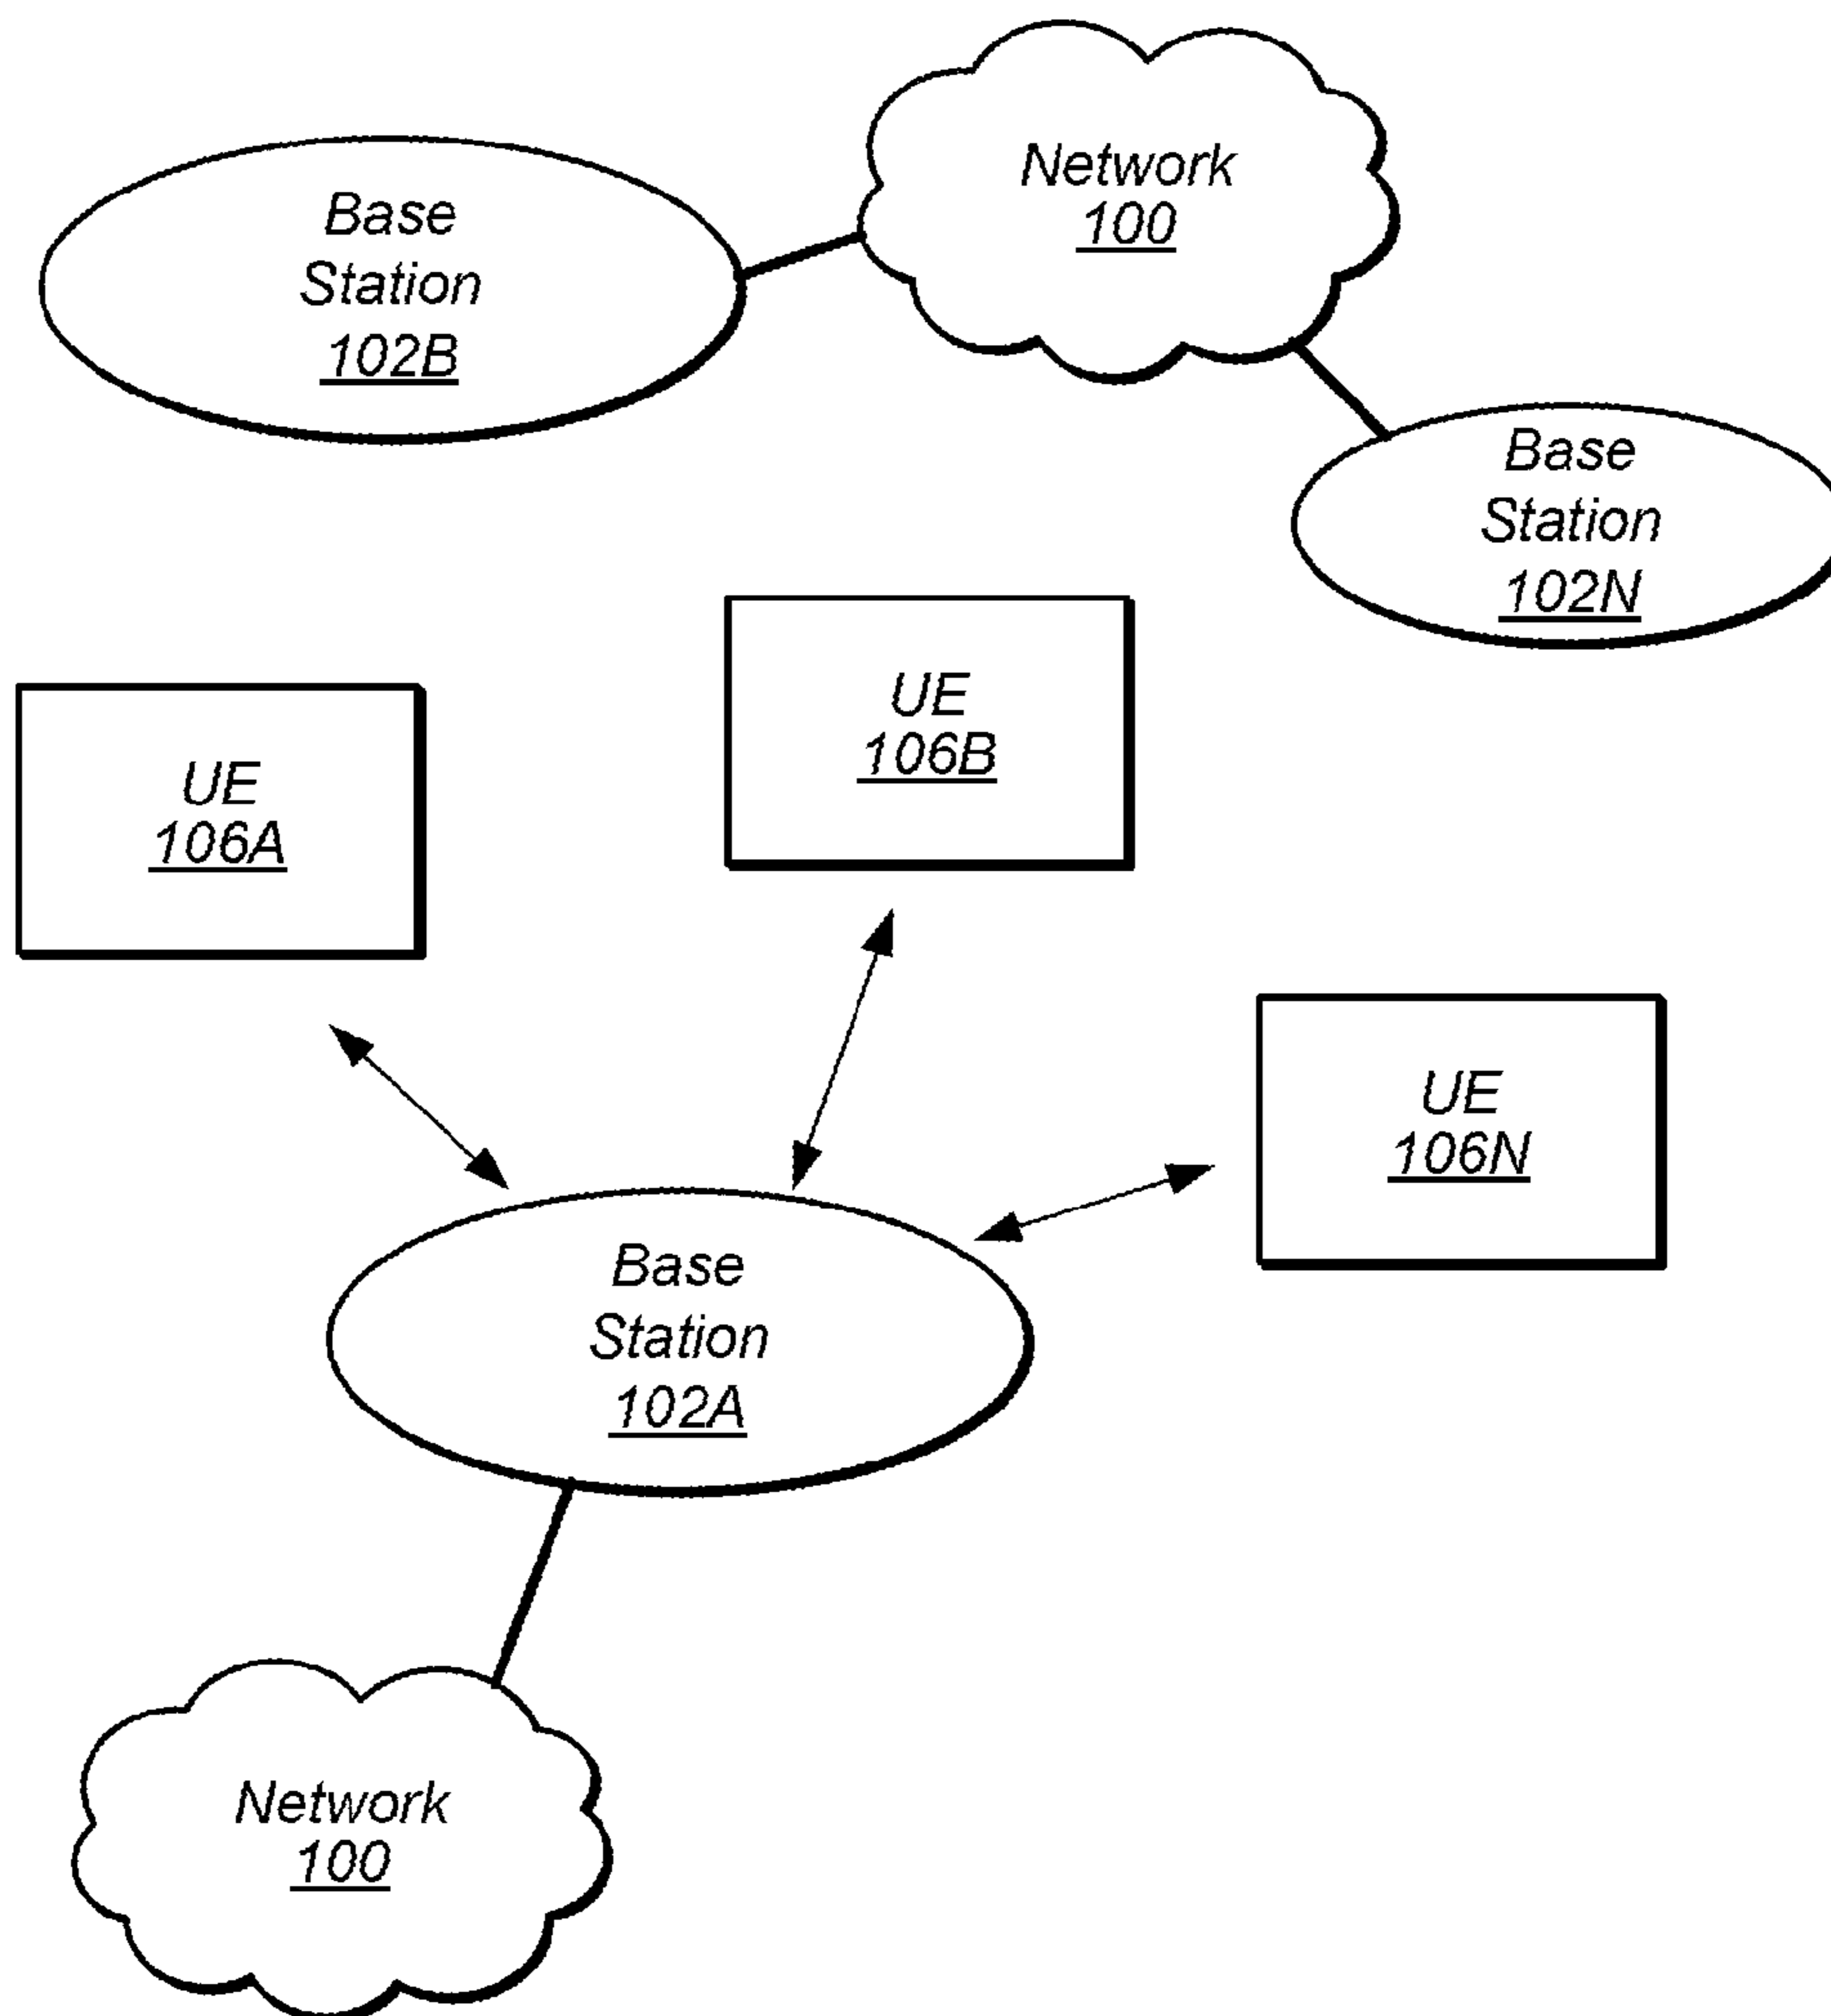 Network
100
Base
Station
102B
Base
Station
102N
UE
106B
UE
106A
UE
106N
Base
Station
102A
Network
100